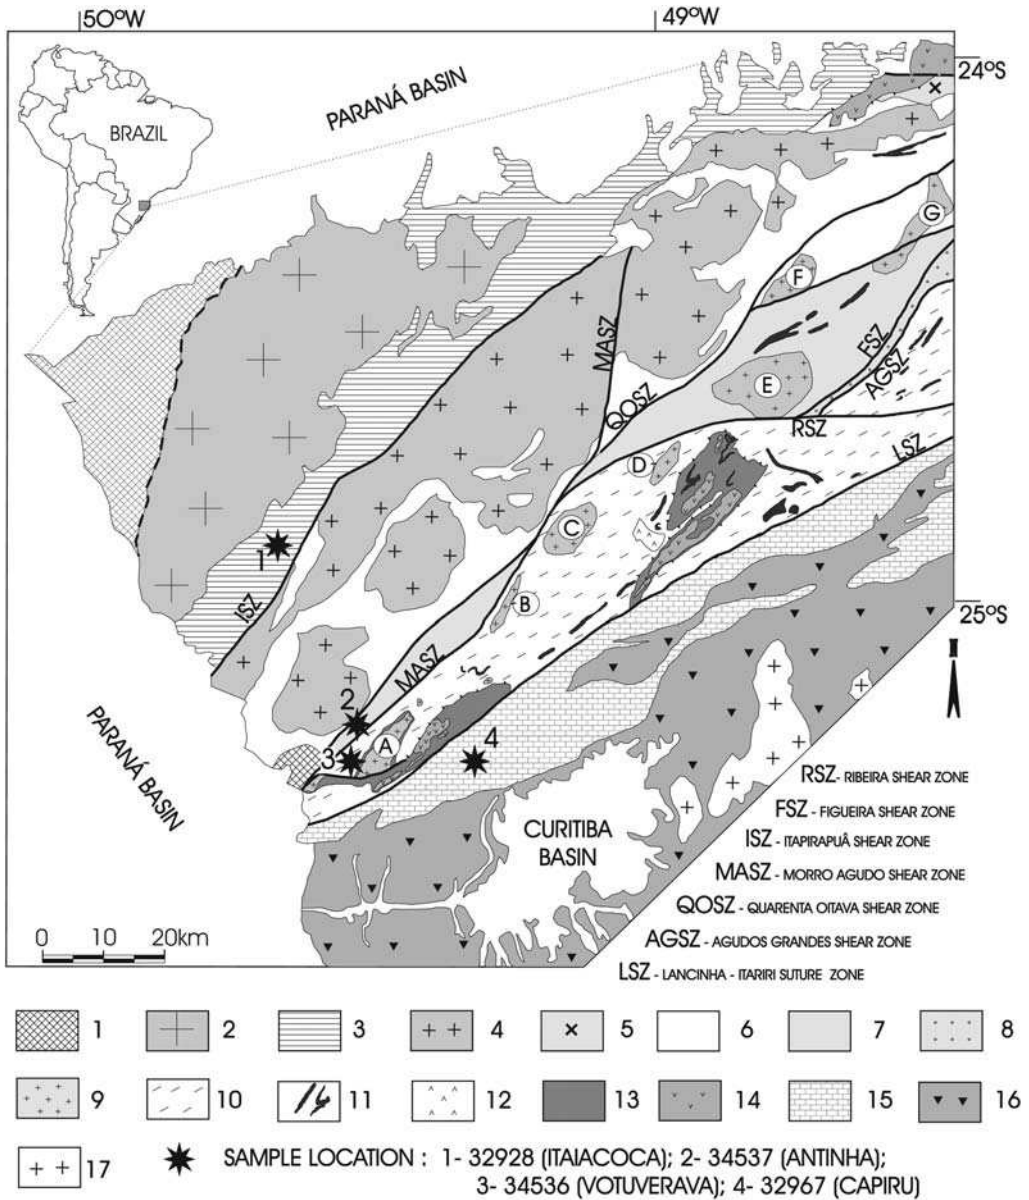 50°W
49°W
24°S
PARANÁ BASIN
BRAZIL
G
F
MASZ
FSZ
AGSZ
E
QOSZ
RSZ
LSZ
D
C
1
B
ISZ
25°S
MASZ
2
3
A
4
PARANÁ BASIN
CURITIBA
BASIN
RSZ - RIBEIRA SHEAR ZONE
FSZ - FIGUEIRA SHEAR ZONE
ISZ - ITAPIRAPUÂ SHEAR ZONE
MASZ - MORRO AGUDO SHEAR ZONE
QOSZ - QUARENTA OITAVA SHEAR ZONE
AGSZ - AGUDOS GRANDES SHEAR ZONE
LSZ - LANCINHA - ITARIRI SUTURE ZONE
0 10 20km
1 2 3 4 5 6 7 8
9 10 11 12 13 14 15 16
17 SAMPLE LOCATION : 1- 32928 (ITAIACOCA); 2- 34537 (ANTINHA);
3- 34536 (VOTUVERAVA); 4- 32967 (CAPIRU)